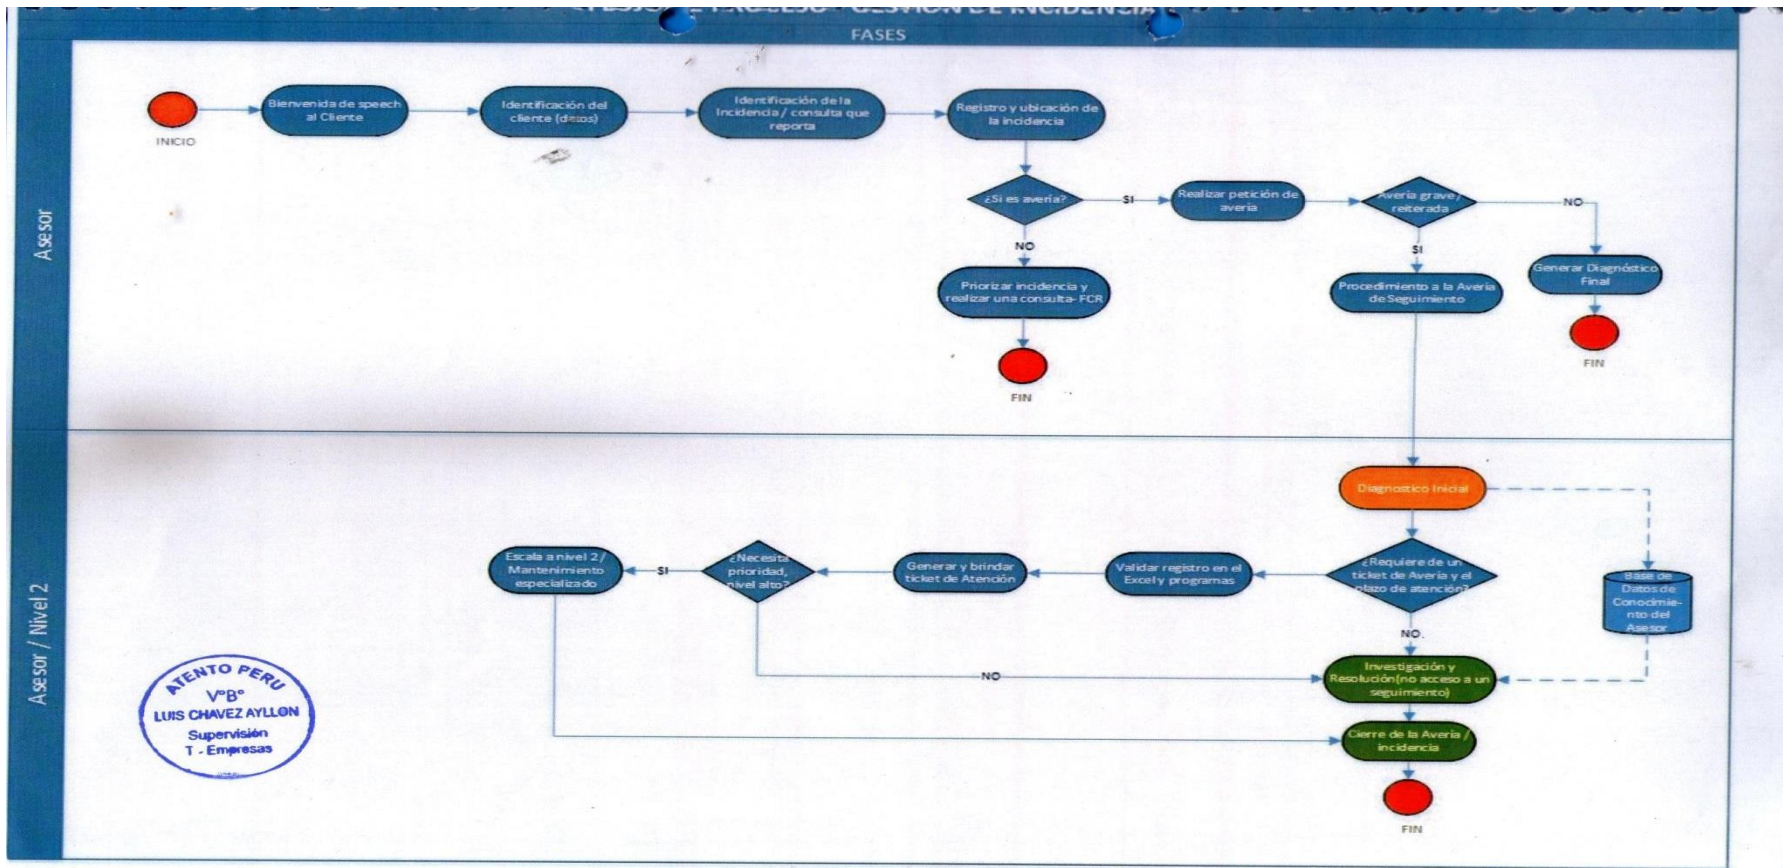 FLUJO DE PROCESO - GESTIÓN DE INCIDENCIA
FASES
Asesor
INICIO
Bienvenida de speech
al Cliente
Identificación del
cliente (datos)
Identificación de la
Incidencia / consulta que
reporta
Registro y ubicación de
la incidencia
¿Si es avería?
SI
Realizar petición de
avería
Avería grave /
reiterada
NO
Generar Diagnóstico
Final
FIN
NO
Priorizar incidencia y
realizar una consulta- FCR
FIN
SI
Procedimiento a la Avería
de Seguimiento
Asesor / Nivel 2
Diagnostico Inicial
¿Requiere de un
ticket de Avería y el
plazo de atención?
Validar registro en el
Excel y programas
Generar y brindar
ticket de Atención
¿Necesita
prioridad,
nivel alto?
SI
Escala a nivel 2 /
Mantenimiento
especializado
Base de
Datos de
Conocimie-
nto del
Asesor
NO.
NO
Investigación y
Resolución(no acceso a un
seguimiento)
Cierre de la Avería /
incidencia
FIN
ATENTO PERU
V°B°
LUIS CHAVEZ AYLLON
Supervisión
T - Empresas